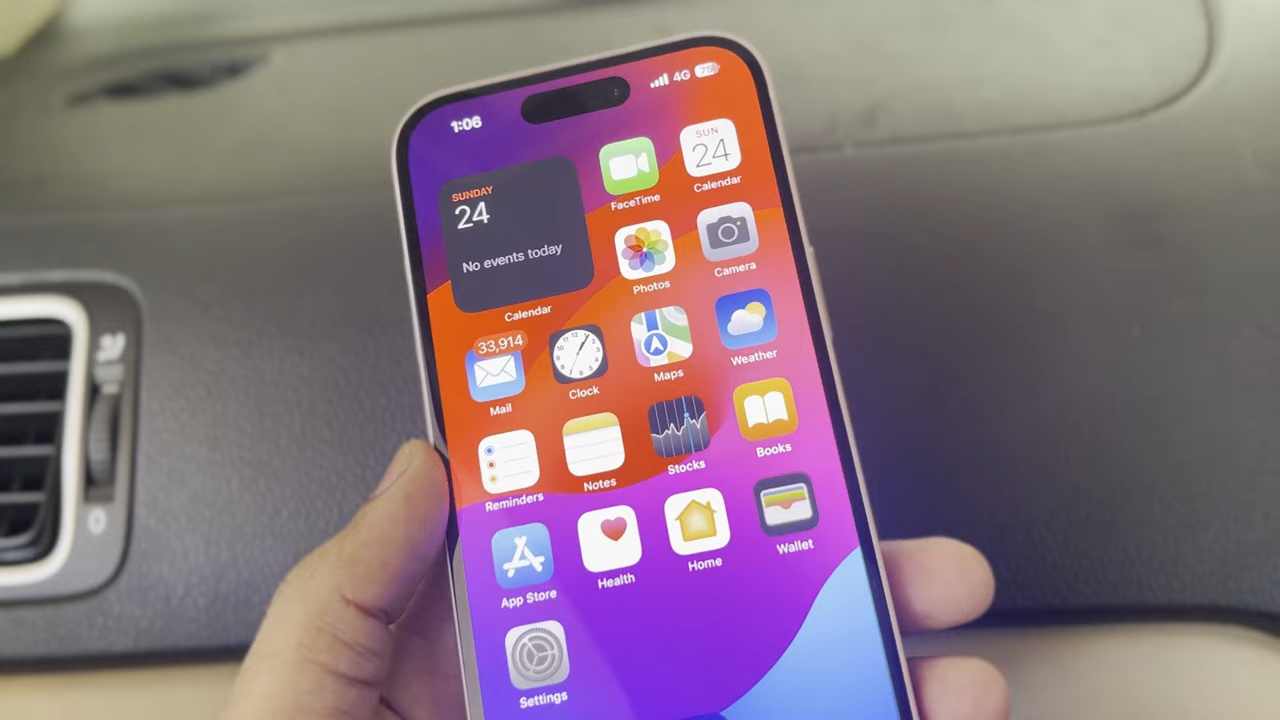 1:06
4G 75
SUNDAY
24
No events today
Calendar
FaceTime
SUN
24
Calendar
Photos
Camera
33,914
Mail
Clock
Maps
Weather
Reminders
Notes
Stocks
Books
App Store
Health
Home
Wallet
Settings